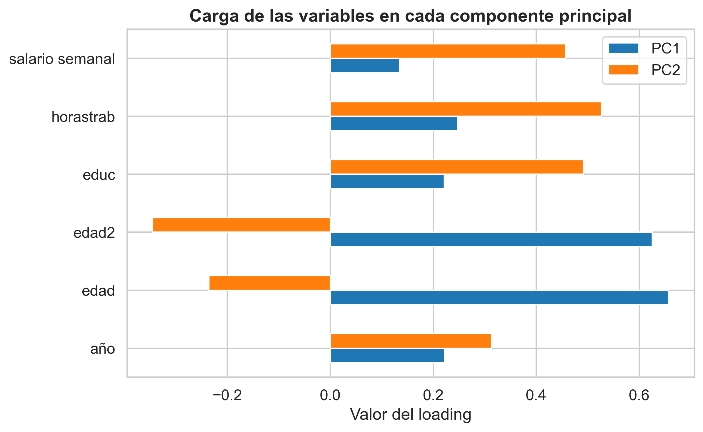 Carga de las variables en cada componente principal
PC1
PC2
salario semanal
horastrab
educ
edad2
edad
año
−0.2 0.0 0.2 0.4 0.6
Valor del loading